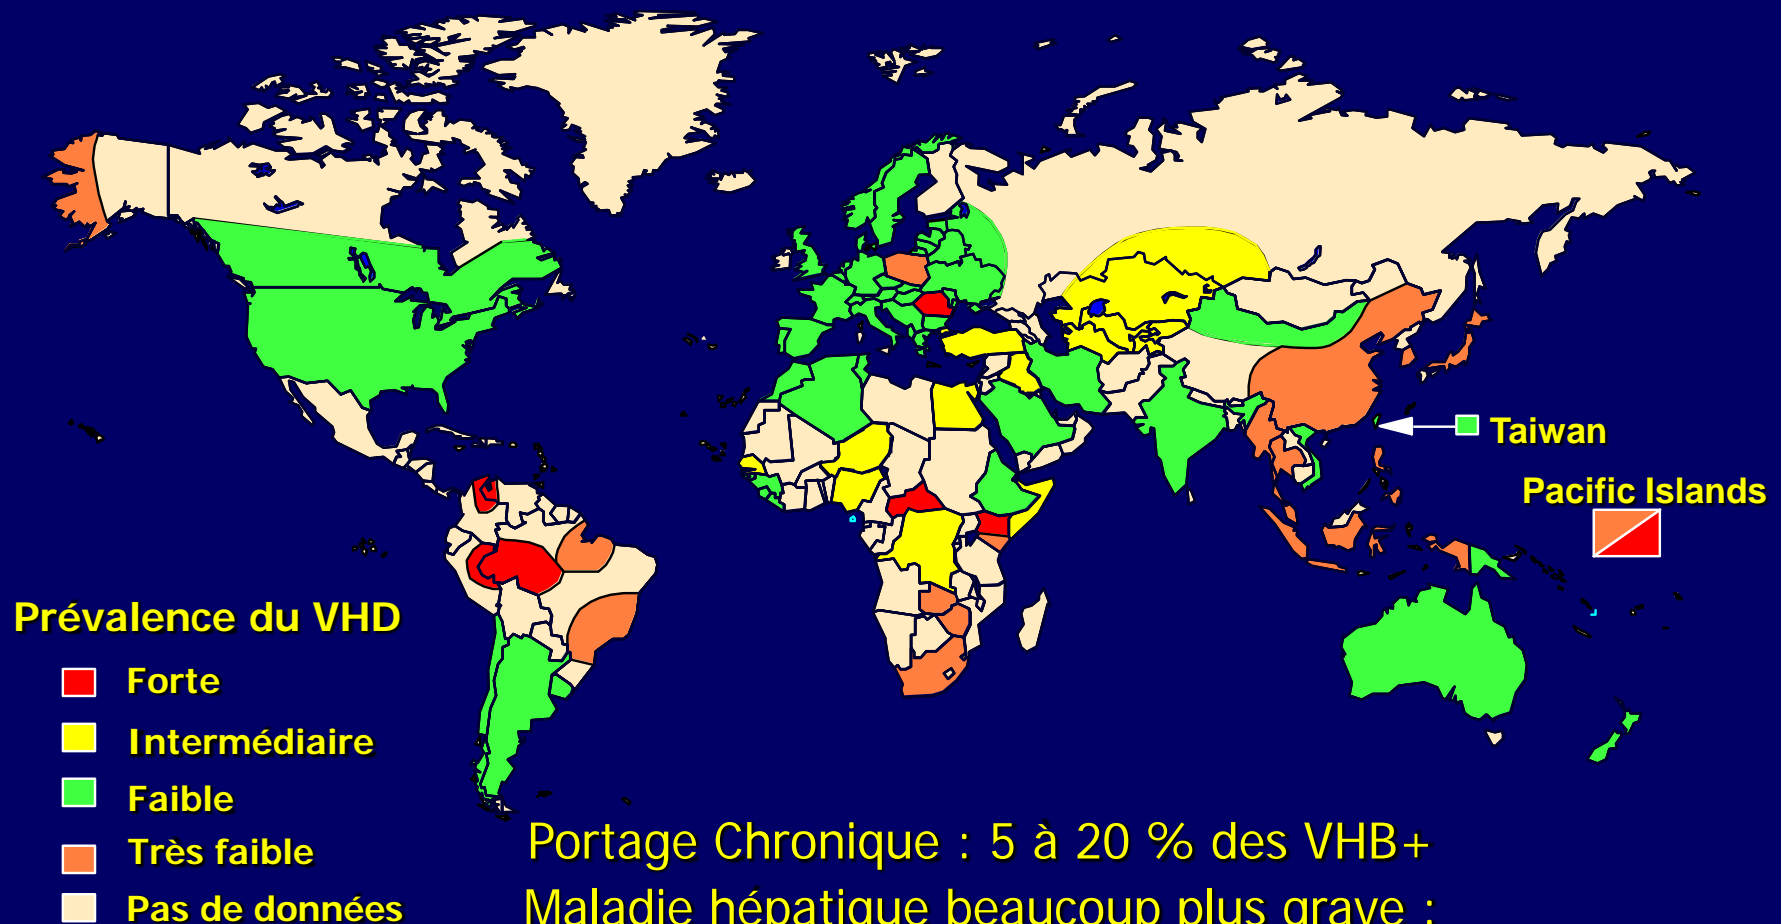 Taiwan
Pacific Islands
Prévalence du VHD
Forte
Intermédiaire
Faible
Très faible
Pas de données
Portage Chronique : 5 à 20 % des VHB+
Maladie hépatique beaucoup plus grave :